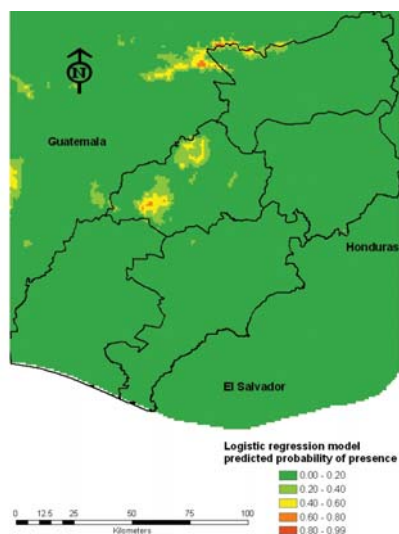 N
Guatemala
Honduras
El Salvador
Logistic regression model
predicted probability of presence
0.00 - 0.20
0.20 - 0.40
0.40 - 0.60
0.60 - 0.80
0.80 - 0.99
0 12.5 25 50 75 100
Kilometers